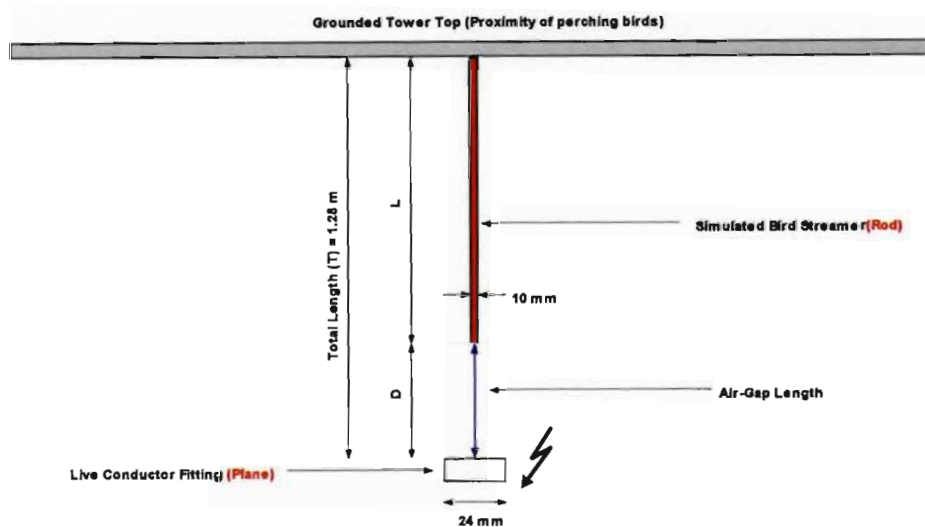 Grounded Tower Top (Proximity of perching birds)
Total Length (T) = 1.28 m
L
Simulated Bird Streamer(Rod)
10 mm
D
Air-Gap Length
Live Conductor Fitting (Plane)
24 mm